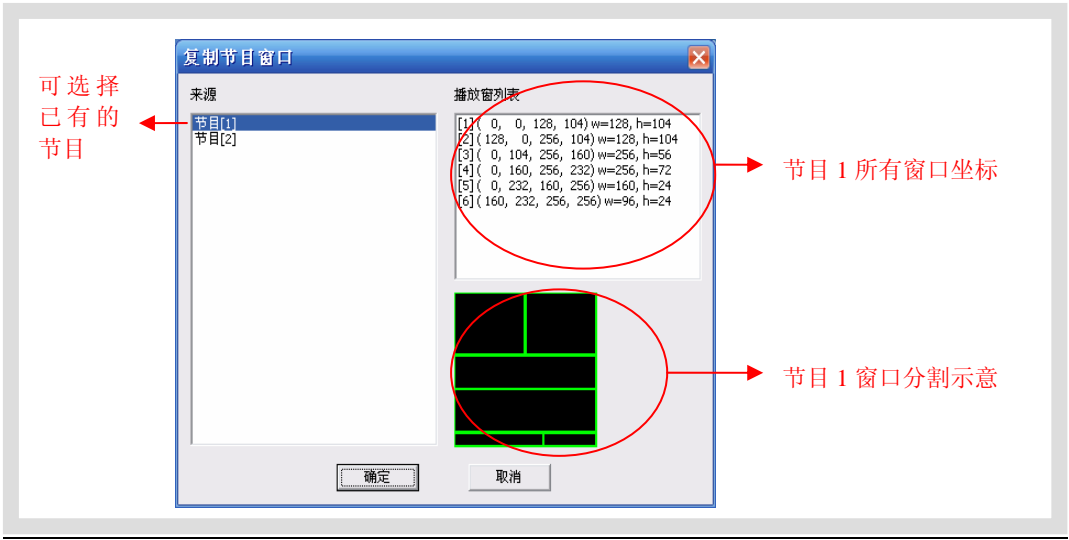 复制节目窗口
可选择
已有的
节目
来源
节目[1]
节目[2]
播放窗列表
[1] ( 0, 0, 128, 104) w=128, h=104
[2] ( 128, 0, 256, 104) w=128, h=104
[3] ( 0, 104, 256, 160) w=256, h=56
[4] ( 0, 160, 256, 232) w=256, h=72
[5] ( 0, 232, 160, 256) w=160, h=24
[6] ( 160, 232, 256, 256) w=96, h=24
节目 1 所有窗口坐标
节目 1 窗口分割示意
确定
取消